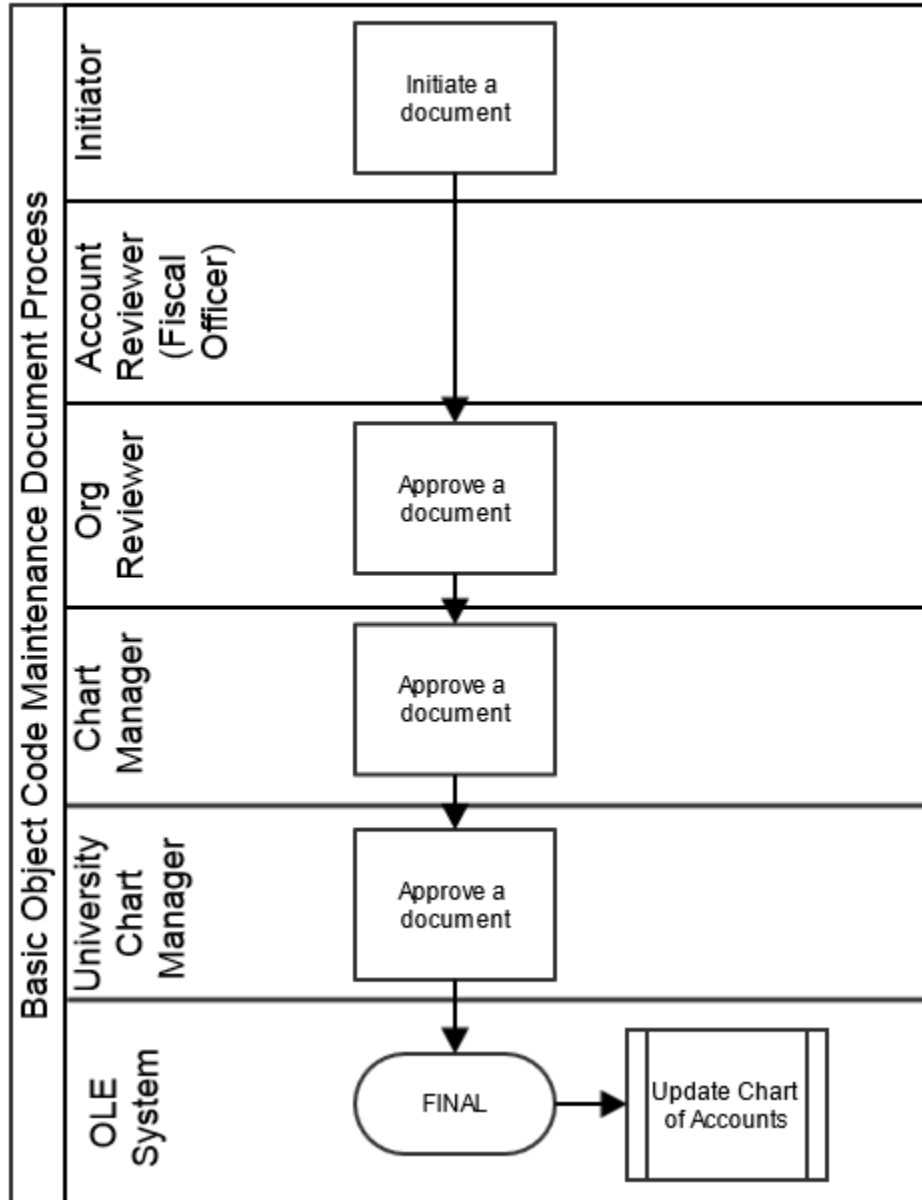 Basic Object Code Maintenance Document Process
Initiator
Initiate a
document
Account
Reviewer
(Fiscal
Officer)
Org
Reviewer
Approve a
document
Chart
Manager
Approve a
document
University
Chart
Manager
Approve a
document
OLE
System
FINAL
Update Chart
of Accounts